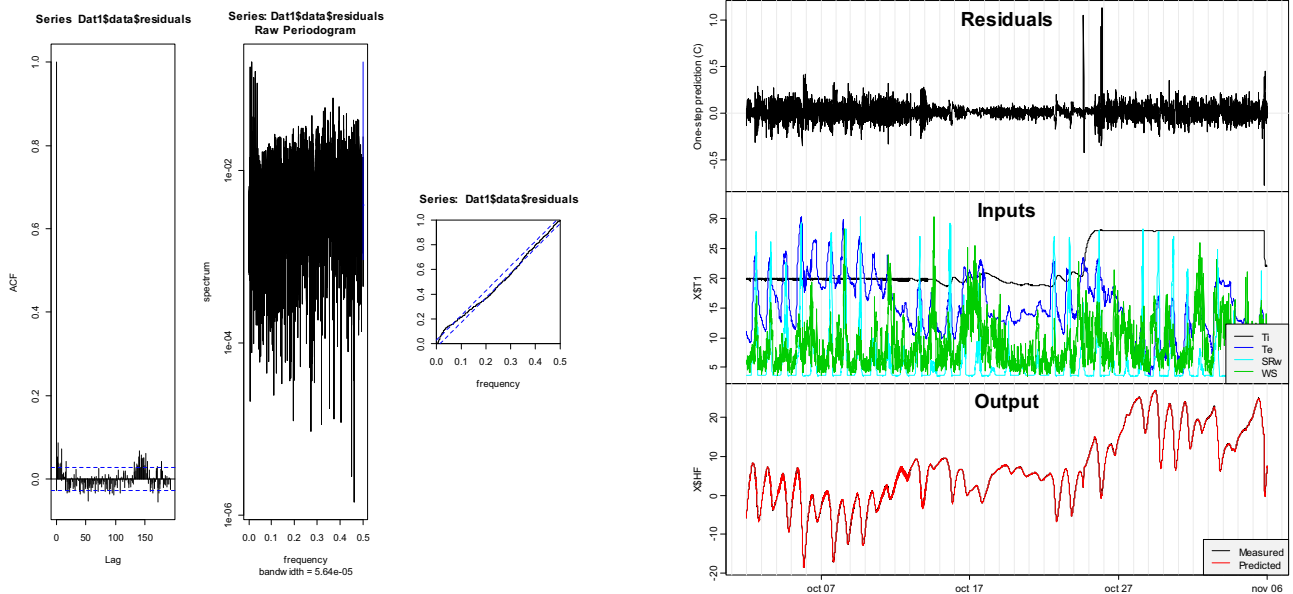 Series Dat1$data$residuals
1.0
0.8
0.6
0.4
0.2
0.0
ACF
0 50 100 150
Lag
Series: Dat1$data$residuals
Raw Periodogram
1e-02
1e-04
1e-06
spectrum
0.0 0.1 0.2 0.3 0.4 0.5
frequency
bandwidth = 5.64e-05
Series: Dat1$data$residuals
1.0
0.8
0.6
0.4
0.2
0.0
0.0 0.1 0.2 0.3 0.4 0.5
frequency
Residuals
One-step prediction (C)
1.0
0.5
0.0
-0.5
Inputs
X$T1
30
25
20
15
10
5
Ti
Te
SRw
WS
Output
X$HF
20
10
0
-10
-20
Measured
Predicted
oct 07 oct 17 oct 27 nov 06